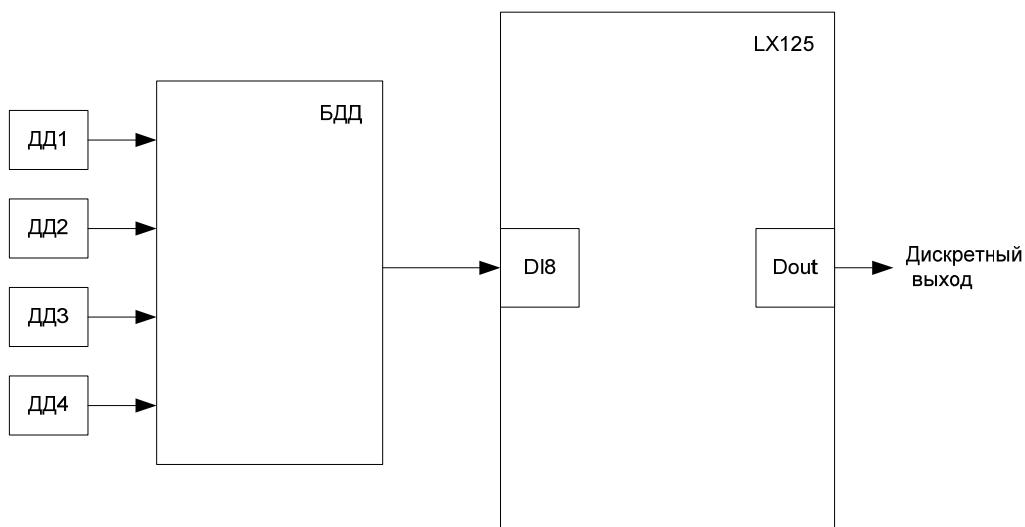 LX125
БДД
ДД1
ДД2
DI8
Dout
Дискретный
выход
ДД3
ДД4